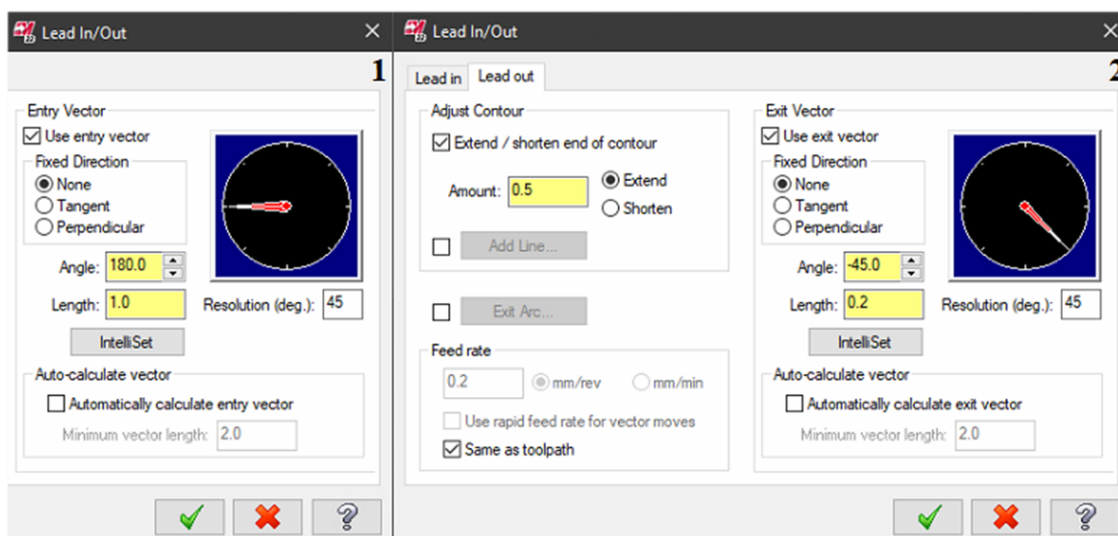 Lead In/Out
1
Entry Vector
Use entry vector
Fixed Direction
None
Tangent
Perpendicular
Angle: 180.0
Length: 1.0
Resolution (deg.): 45
IntelliSet
Auto-calculate vector
Automatically calculate entry vector
Minimum vector length: 2.0
Lead In/Out
2
Lead in Lead out
Adjust Contour
Extend / shorten end of contour
Amount: 0.5
Extend
Shorten
Add Line...
Exit Arc...
Feed rate
0.2 mm/rev mm/min
Use rapid feed rate for vector moves
Same as toolpath
Exit Vector
Use exit vector
Fixed Direction
None
Tangent
Perpendicular
Angle: -45.0
Length: 0.2
Resolution (deg.): 45
IntelliSet
Auto-calculate vector
Automatically calculate exit vector
Minimum vector length: 2.0